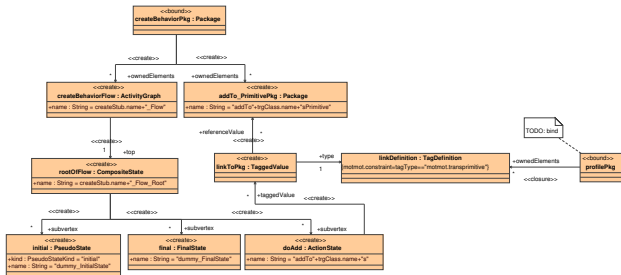 <<bound>>
createBehaviorPkg : Package
<<create>>
<<create>>
* +ownedElements
* +ownedElements
<<create>>
createBehaviorFlow : ActivityGraph
+name : String = createStub.name+"_Flow"
<<create>>
addTo_PrimitivePkg : Package
+name : String = "addTo"+trgClass.name+"sPrimitive"
<<create>>
1 +top
+referenceValue *
<<create>>
TODO: bind
<<create>>
rootOfFlow : CompositeState
+name : String = createStub.name+"_Flow_Root"
<<create>>
linkToPkg : TaggedValue
+type
1
linkDefinition : TagDefinition
{motmot.constraint=tagType=="motmot.transprimitive"}
+ownedElements
*
<<closure>>
<<bound>>
profilePkg
* +taggedValue
<<create>>
<<create>>
<<create>>
<<create>>
* +subvertex
* +subvertex
* +subvertex
<<create>>
initial : PseudoState
+kind : PseudoStateKind = "initial"
+name : String = "dummy_InitialState"
<<create>>
final : FinalState
+name : String = "dummy_FinalState"
<<create>>
doAdd : ActionState
+name : String = "addTo"+trgClass.name+"s"